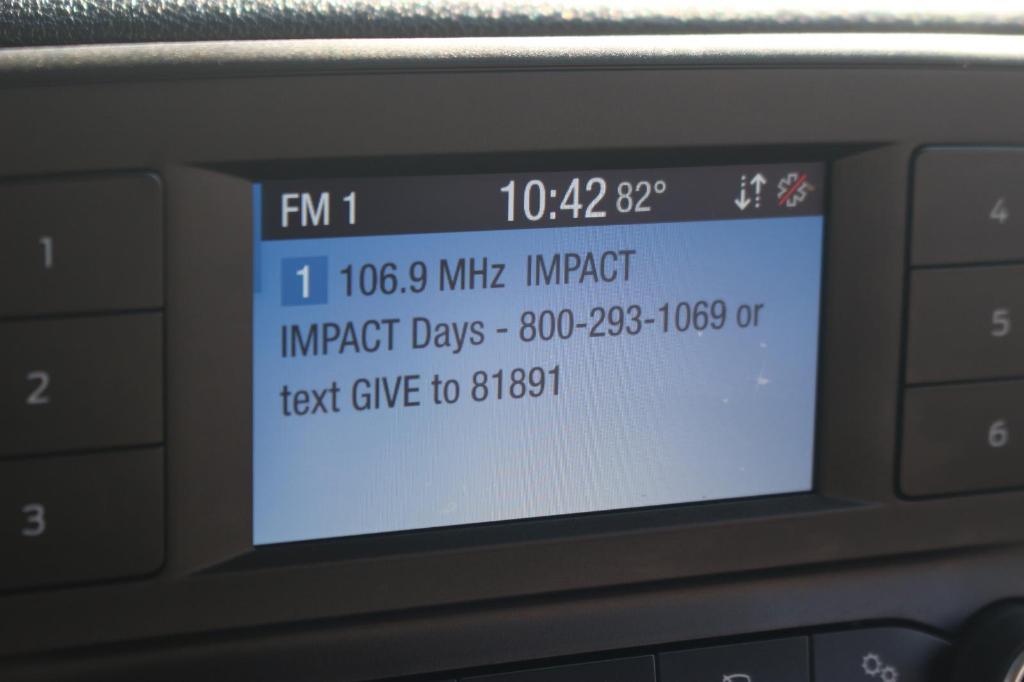 FM 1 10:42 82°
1 106.9 MHz IMPACT
IMPACT Days - 800-293-1069 or
text GIVE to 81891
1
2
3
4
5
6